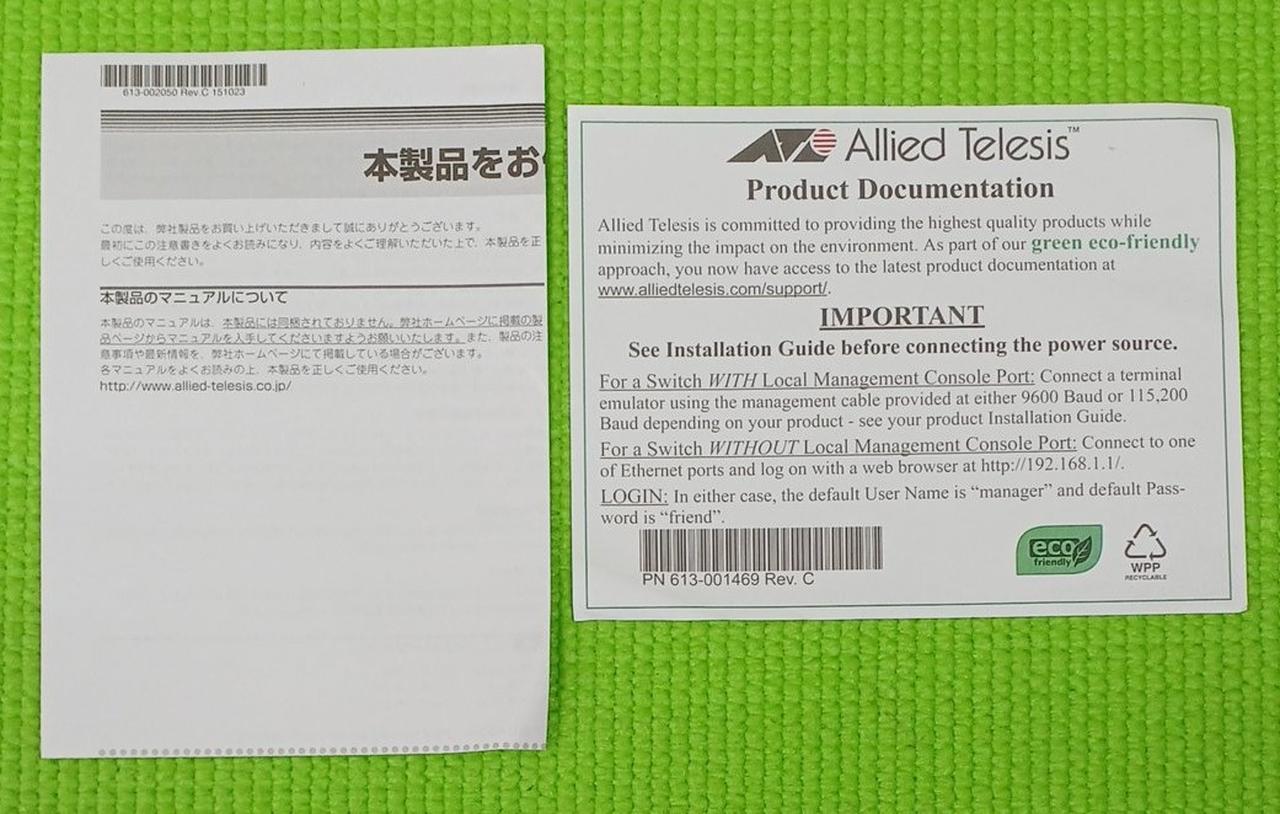 613-002050 Rev.C 151023
本製品をお
この度は、弊社製品をお買い上げいただきまして誠にありがとうございます。
最初にこの注意書きをよくお読みになり、内容をよくご理解いただいた上で、本製品を正
しくご使用ください。
本製品のマニュアルについて
本製品のマニュアルは、本製品には同梱されておりません。弊社ホームページに掲載の製
品ページからマニュアルを入手してくださいますようお願いいたします。また、製品の注
意事項や最新情報を、弊社ホームページにて掲載している場合がございます。
各マニュアルをよくお読みの上、本製品を正しくご使用ください。
http://www.allied-telesis.co.jp/
Allied Telesis™
Product Documentation
Allied Telesis is committed to providing the highest quality products while
minimizing the impact on the environment. As part of our green eco-friendly
approach, you now have access to the latest product documentation at
www.alliedtelesis.com/support/.
IMPORTANT
See Installation Guide before connecting the power source.
For a Switch WITH Local Management Console Port: Connect a terminal
emulator using the management cable provided at either 9600 Baud or 115,200
Baud depending on your product - see your product Installation Guide.
For a Switch WITHOUT Local Management Console Port: Connect to one
of Ethernet ports and log on with a web browser at http://192.168.1.1/.
LOGIN: In either case, the default User Name is “manager” and default Pass-
word is “friend”.
PN 613-001469 Rev. C
eco
friendly
WPP
RECYCLABLE